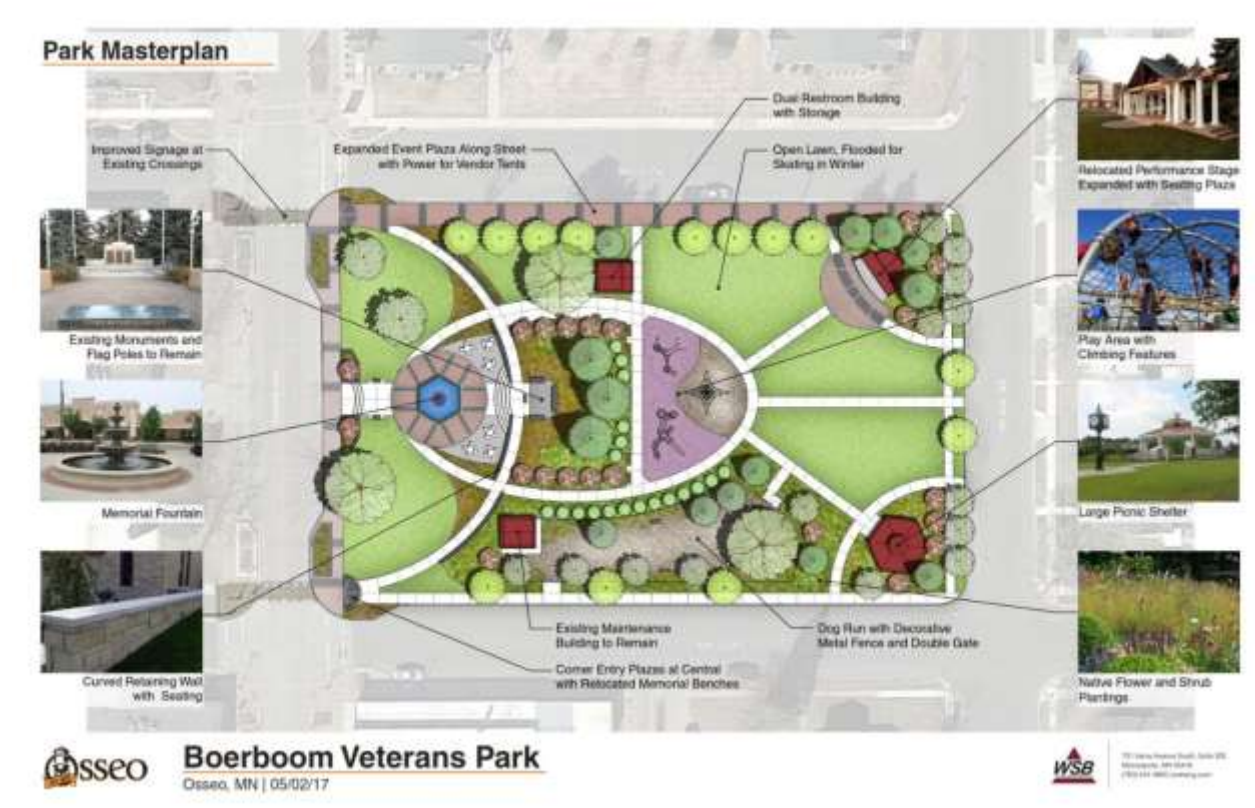 Park Masterplan
Dual Restroom Building
with Storage
Improved Signage at
Existing Crossings
Expanded Event Plaza Along Street
with Power for Vendor Tents
Open Lawn, Flooded for
Skating in Winter
Relocated Performance Stage
Expanded with Seating Plaza
Existing Monuments and
Flag Poles to Remain
Play Area with
Climbing Features
Memorial Fountain
Large Picnic Shelter
Existing Maintenance
Building to Remain
Dog Run with Decorative
Metal Fence and Double Gate
Corner Entry Plazas at Central
with Relocated Memorial Benches
Curved Retaining Wall
with Seating
Native Flower and Shrub
Plantings
Osseo
Boerboom Veterans Park
Osseo, MN | 05/02/17
WSB